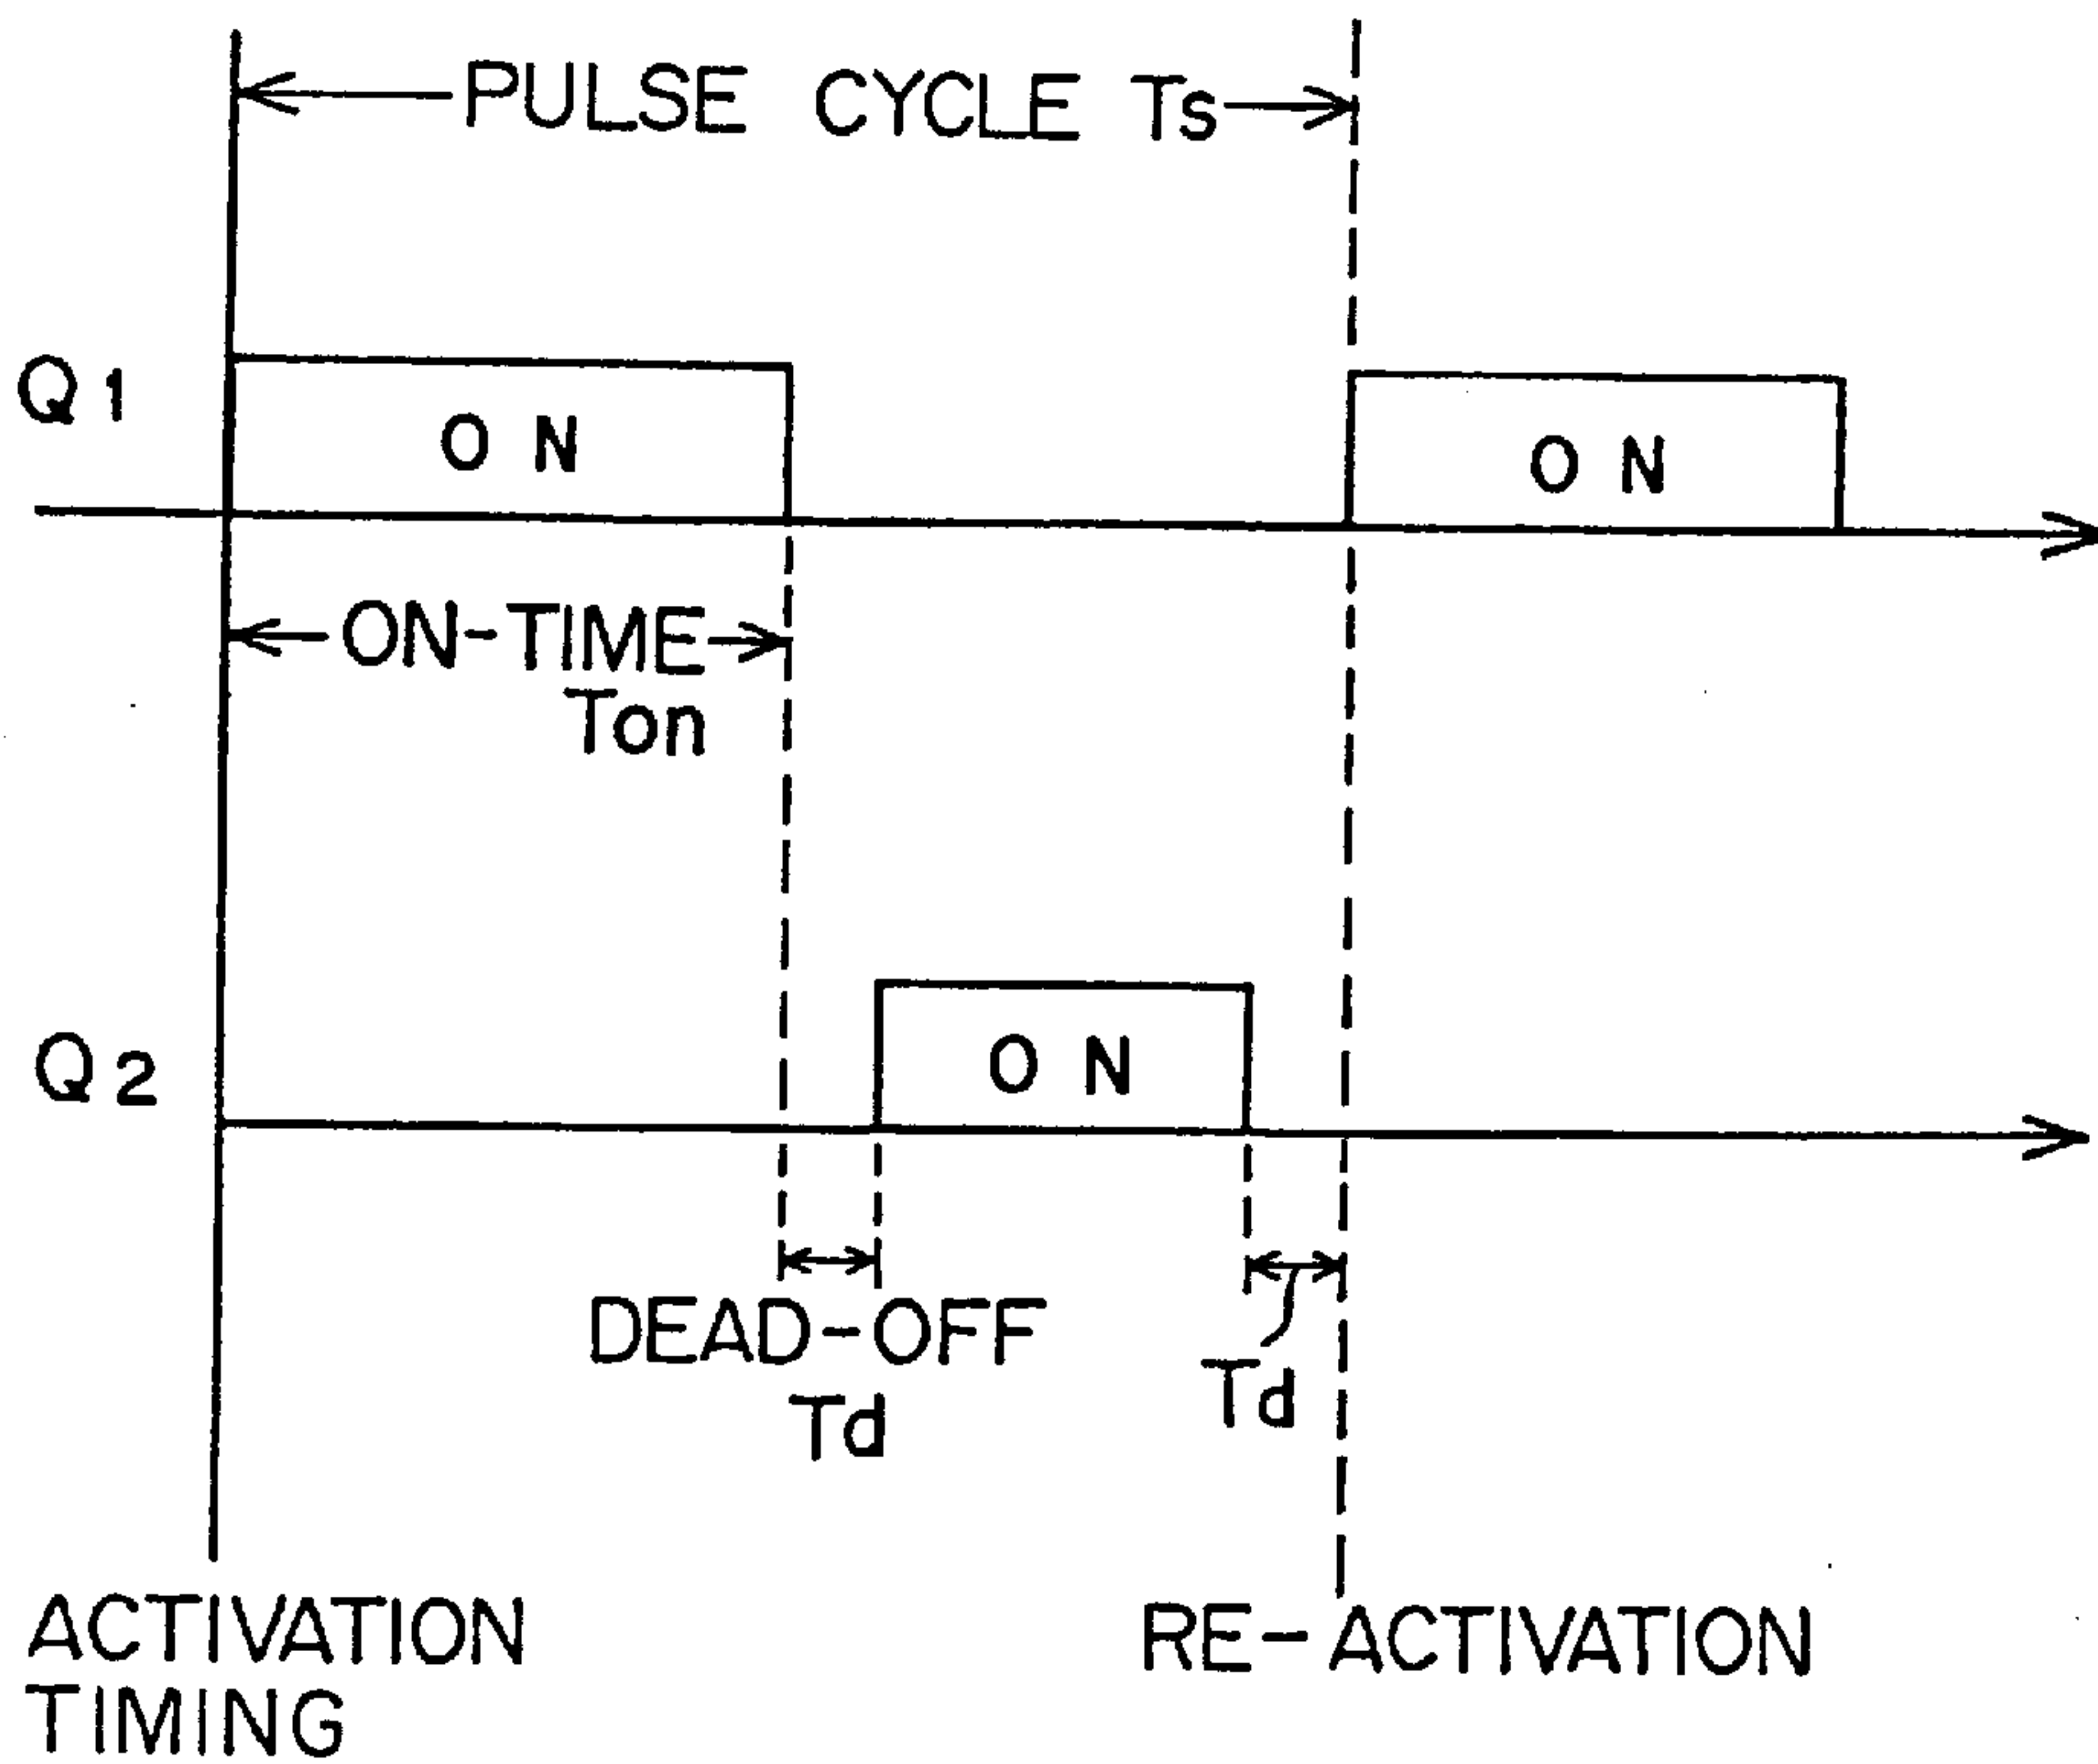 PULSE CYCLE Ts
Q1
ON
ON
ON-TIME
Ton
Q2
ON
DEAD-OFF
Td
Td
ACTIVATION
TIMING
RE-ACTIVATION